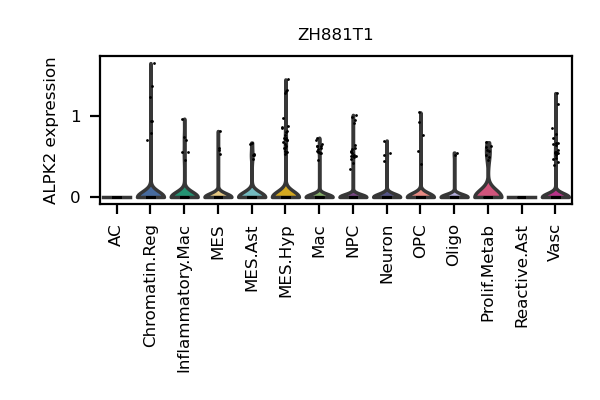 ZH881T1
ALPK2 expression
1
0
AC
Chromatin.Reg
Inflammatory.Mac
MES
MES.Ast
MES.Hyp
Mac
NPC
Neuron
OPC
Oligo
Prolif.Metab
Reactive.Ast
Vasc